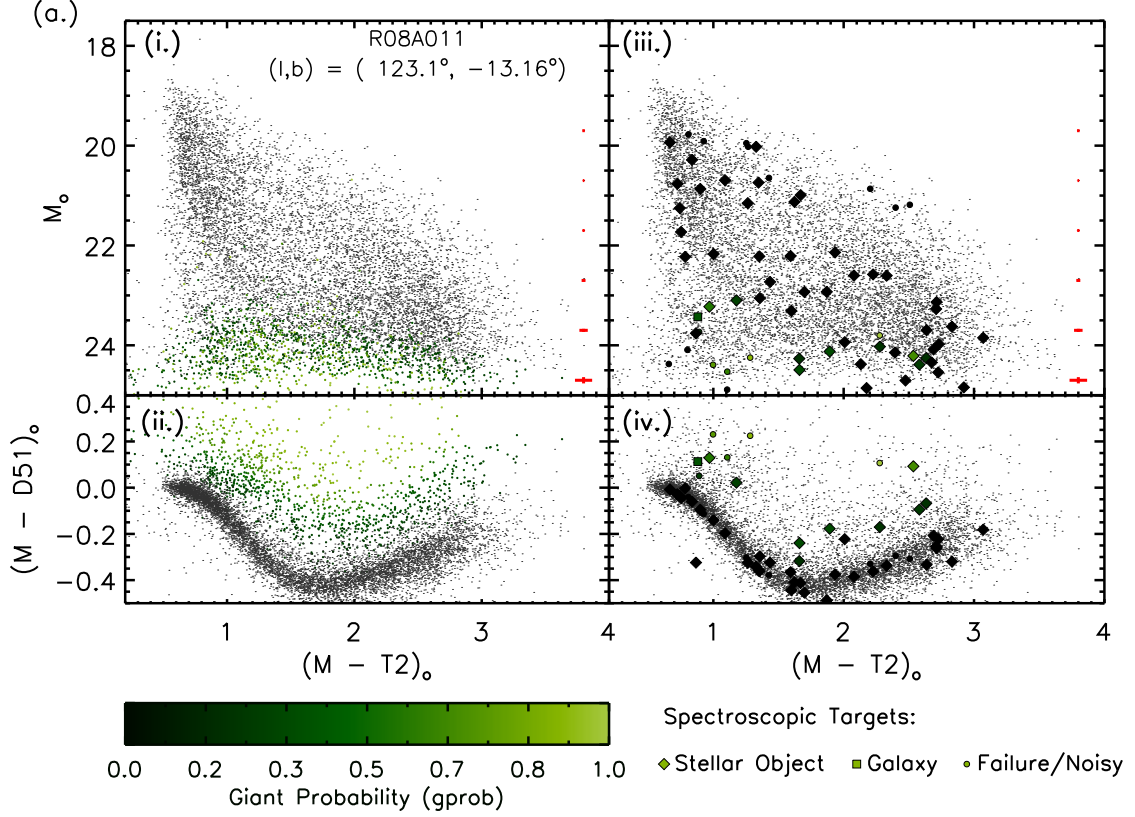 (a.)
(i.)
R08A011
(l,b) = ( 123.1°, -13.16°)
(iii.)
18
20
22
24
M₀
(ii.)
(iv.)
0.4
0.2
0.0
-0.2
-0.4
(M - D51)₀
1 2 3 4
1 2 3 4
(M - T2)₀
(M - T2)₀
0.0 0.2 0.3 0.5 0.7 0.8 1.0
Giant Probability (gprob)
Spectroscopic Targets:
Stellar Object Galaxy Failure/Noisy